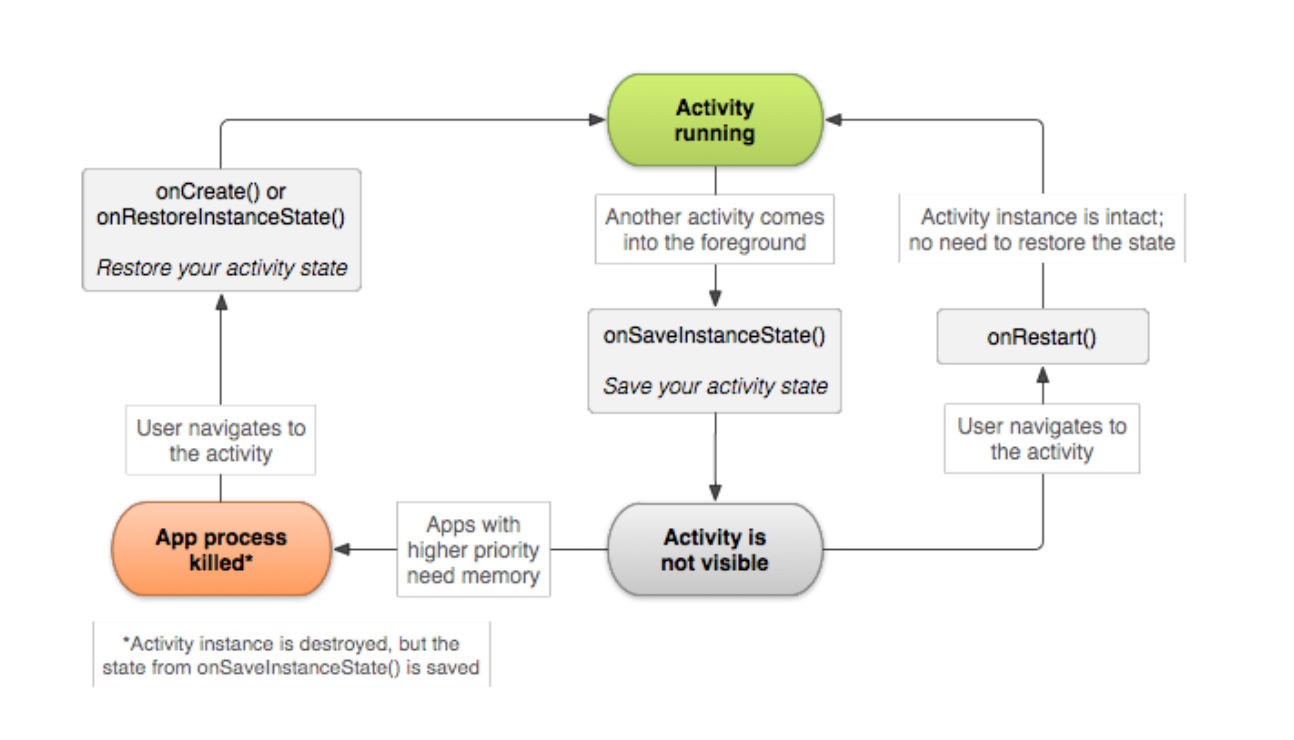 Activity
running
onCreate() or
onRestoreInstanceState()
Restore your activity state
Another activity comes
into the foreground
Activity instance is intact;
no need to restore the state
onSaveInstanceState()
Save your activity state
onRestart()
User navigates to
the activity
User navigates to
the activity
App process
killed*
Apps with
higher priority
need memory
Activity is
not visible
*Activity instance is destroyed, but the
state from onSaveInstanceState() is saved